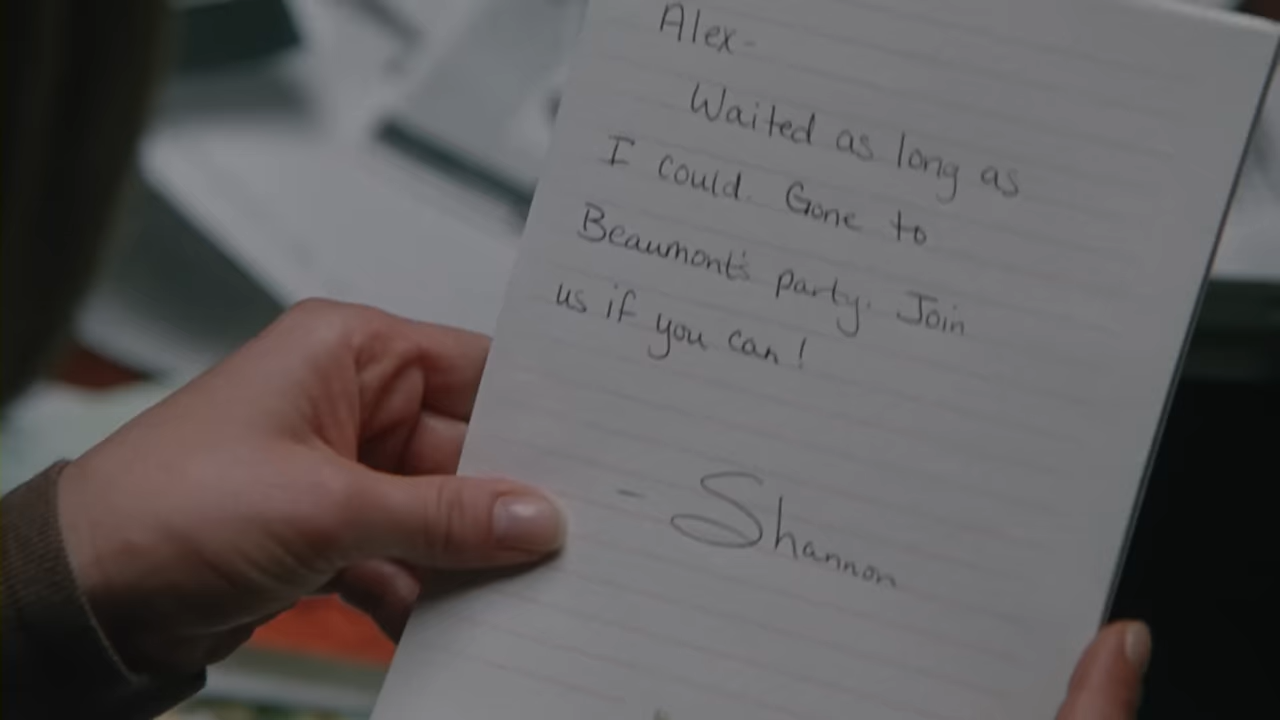 Alex-
Waited as long as
I could. Gone to
Beaumont's party. Join
us if you can!
- Shannon